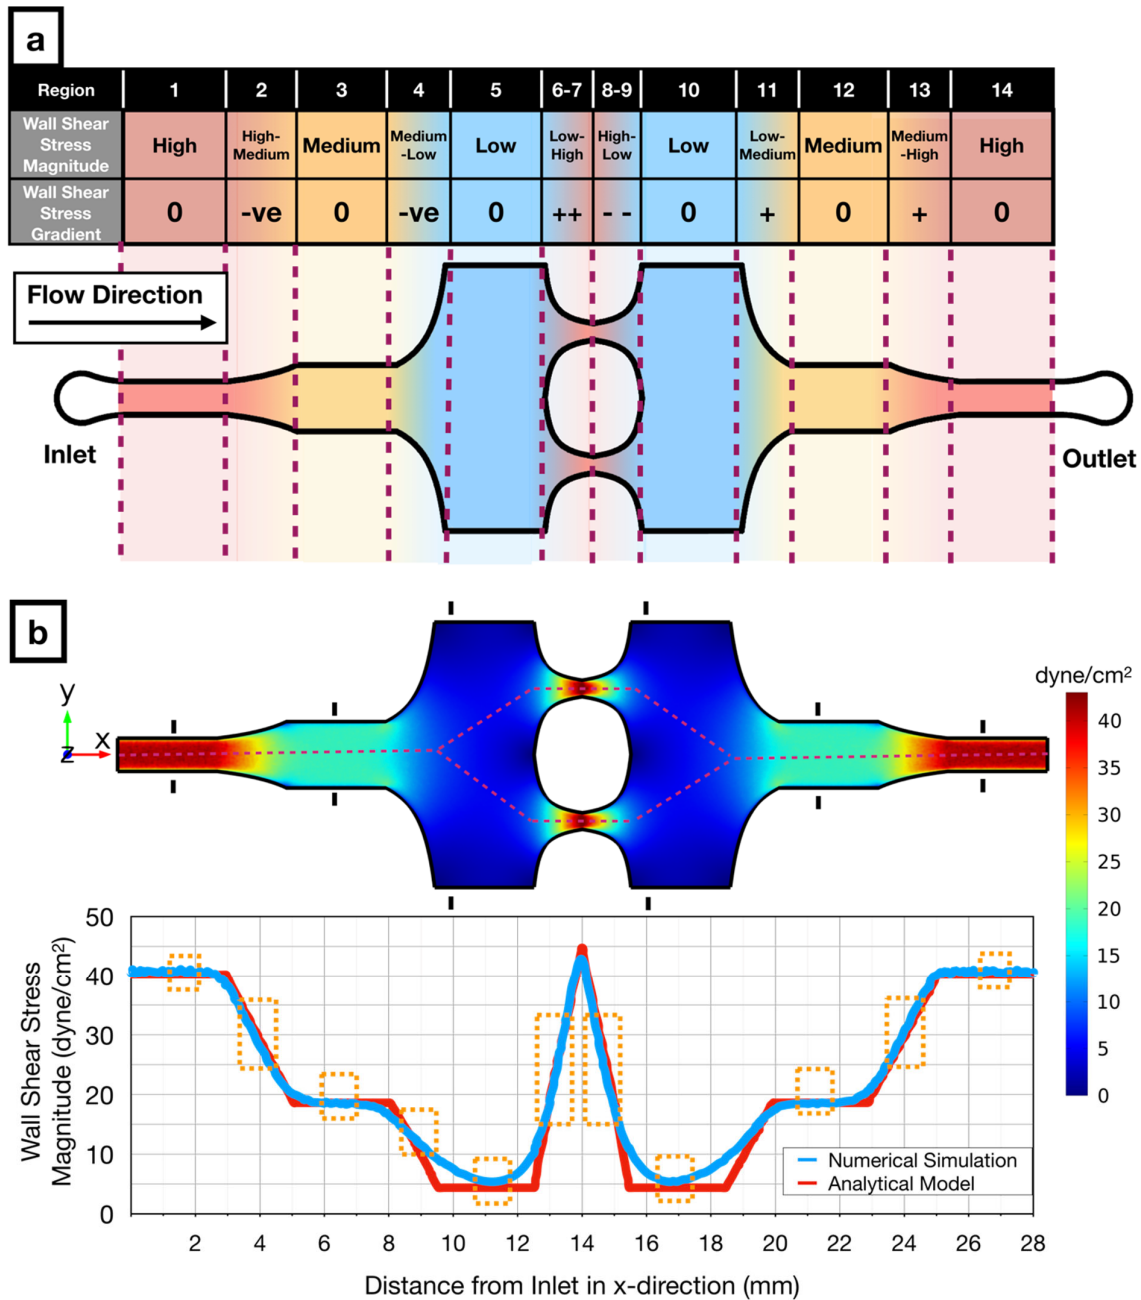 a
Region 1 2 3 4 5 6-7 8-9 10 11 12 13 14
Wall Shear Stress Magnitude High High-Medium Medium Medium-Low Low Low-High High-Low Low Low-Medium Medium Medium-High High
Wall Shear Stress Gradient 0 -ve 0 -ve 0 ++ - - 0 + 0 + 0
Flow Direction
Inlet
Outlet
b
dyne/cm²
y
z x
40
35
30
25
20
15
10
5
0
Wall Shear Stress
Magnitude (dyne/cm²)
50
40
30
20
10
0
Numerical Simulation
Analytical Model
2 4 6 8 10 12 14 16 18 20 22 24 26 28
Distance from Inlet in x-direction (mm)